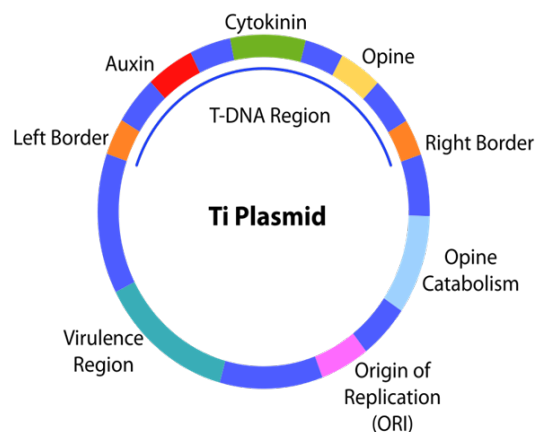 Cytokinin
Auxin
Opine
T-DNA Region
Left Border
Right Border
Ti Plasmid
Opine
Catabolism
Virulence
Region
Origin of
Replication
(ORI)